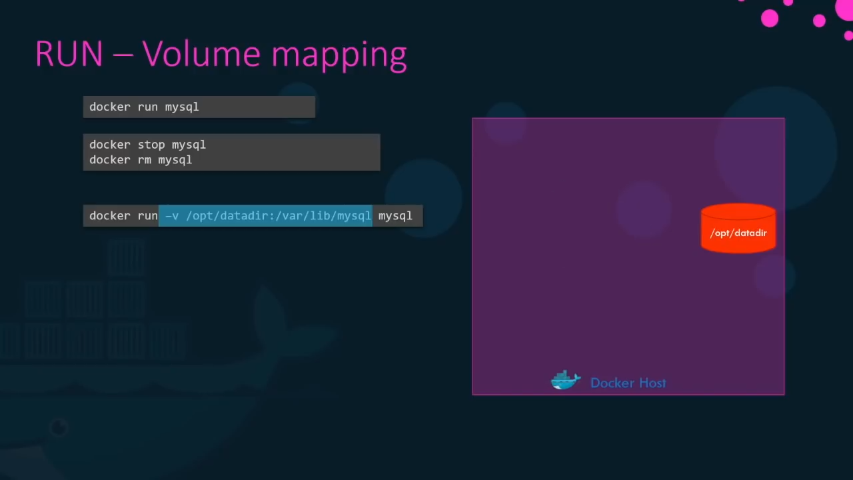 RUN – Volume mapping
docker run mysql
docker stop mysql
docker rm mysql
docker run –v /opt/datadir:/var/lib/mysql mysql
/opt/datadir
Docker Host